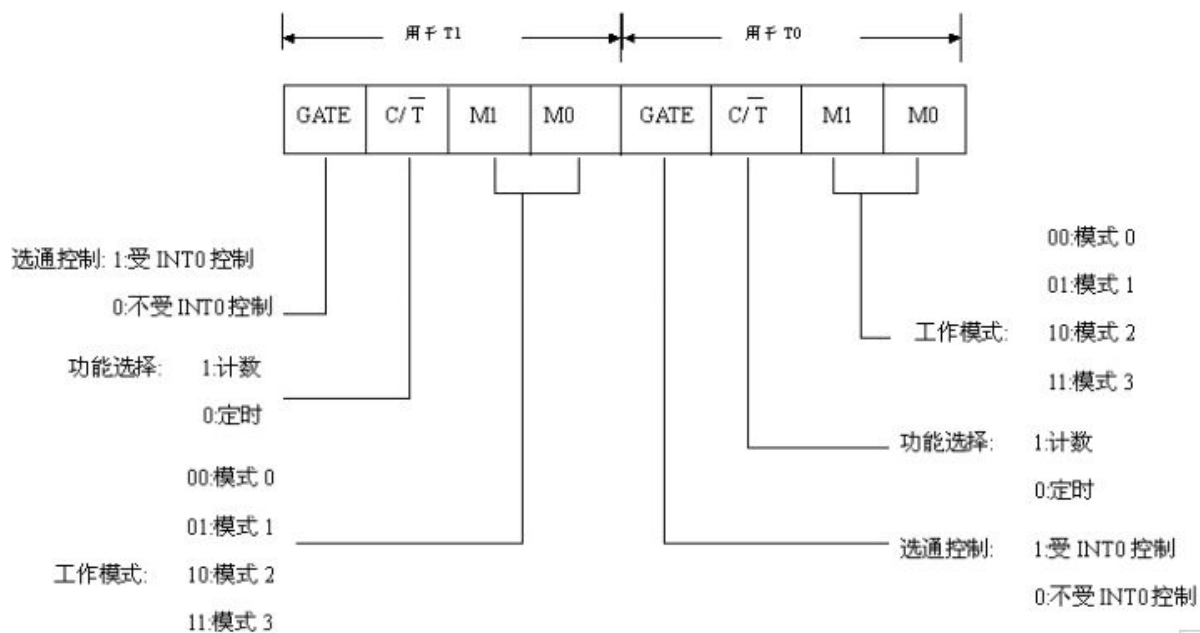 用于 T1
用于 T0
GATE C/T̅ M1 M0 GATE C/T̅ M1 M0
选通控制: 1:受 INT0 控制
0:不受 INT0 控制
功能选择: 1:计数
0:定时
00:模式 0
01:模式 1
工作模式: 10:模式 2
11:模式 3
00:模式 0
01:模式 1
工作模式: 10:模式 2
11:模式 3
功能选择: 1:计数
0:定时
选通控制: 1:受 INT0 控制
0:不受 INT0 控制